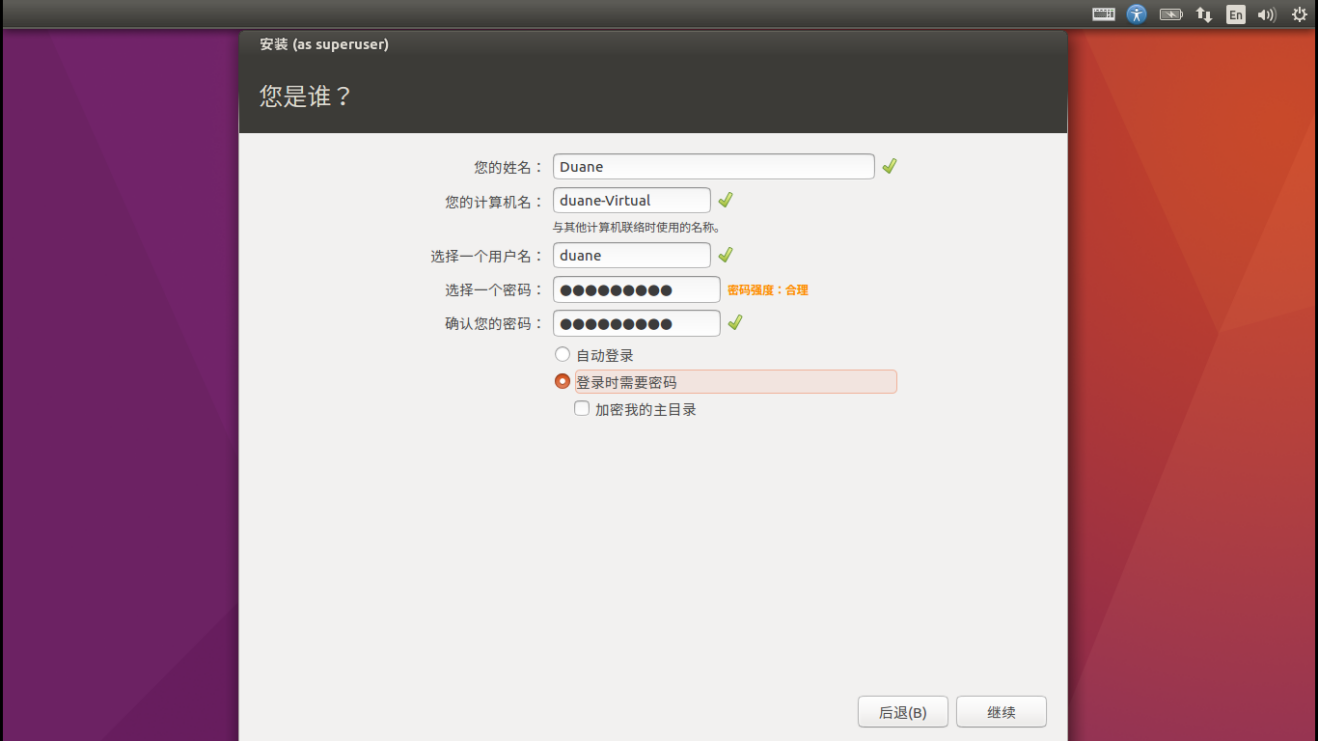 En
安装 (as superuser)
您是谁？
您的姓名： Duane
您的计算机名： duane-Virtual
与其他计算机联络时使用的名称。
选择一个用户名： duane
选择一个密码： ●●●●●●●●● 密码强度：合理
确认您的密码： ●●●●●●●●●
自动登录
登录时需要密码
加密我的主目录
后退(B) 继续